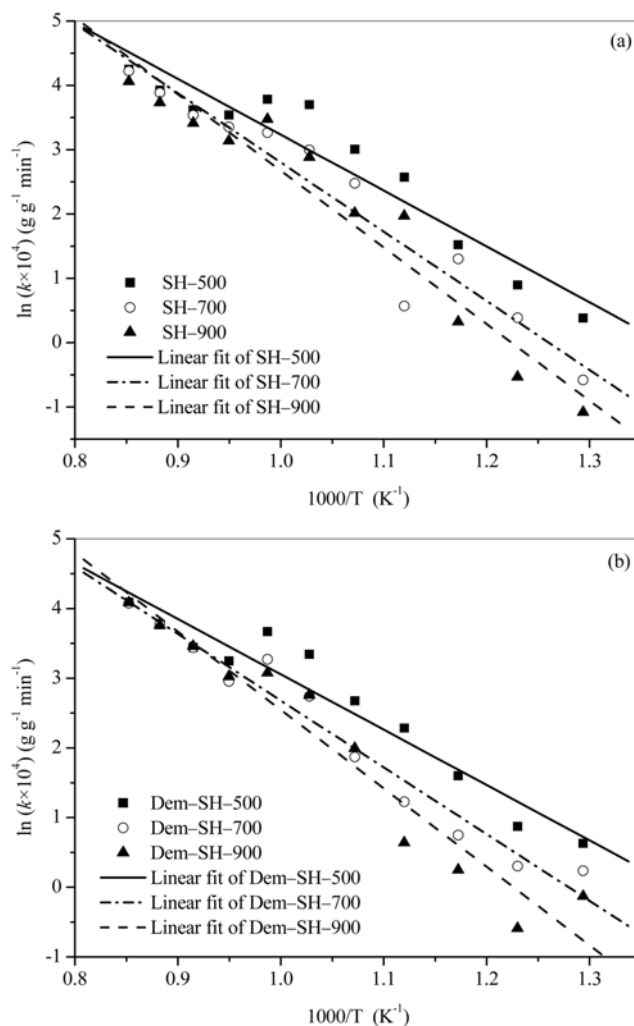 (a)
5
4
3
2
1
0
-1
ln (k×10⁴) (g g⁻¹ min⁻¹)
SH–500
SH–700
SH–900
Linear fit of SH–500
Linear fit of SH–700
Linear fit of SH–900
0.8 0.9 1.0 1.1 1.2 1.3
1000/T (K⁻¹)
(b)
5
4
3
2
1
0
-1
ln (k×10⁴) (g g⁻¹ min⁻¹)
Dem–SH–500
Dem–SH–700
Dem–SH–900
Linear fit of Dem–SH–500
Linear fit of Dem–SH–700
Linear fit of Dem–SH–900
0.8 0.9 1.0 1.1 1.2 1.3
1000/T (K⁻¹)